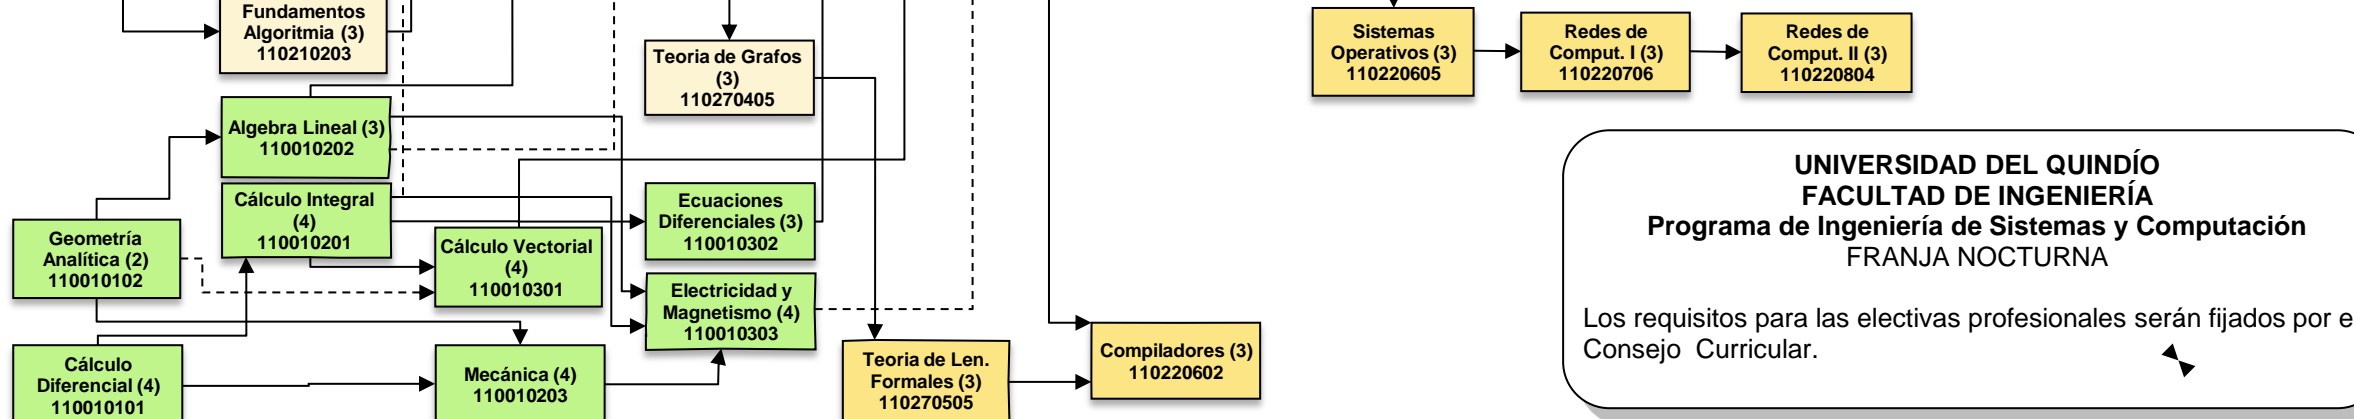 Fundamentos
Algoritmia (3)
110210203
Teoria de Grafos
(3)
110270405
Sistemas
Operativos (3)
110220605
Redes de
Comput. I (3)
110220706
Redes de
Comput. II (3)
110220804
Algebra Lineal (3)
110010202
Cálculo Integral
(4)
110010201
Geometría
Analítica (2)
110010102
Cálculo Vectorial
(4)
110010301
Ecuaciones
Diferenciales (3)
110010302
Electricidad y
Magnetismo (4)
110010303
Cálculo
Diferencial (4)
110010101
Mecánica (4)
110010203
Teoria de Len.
Formales (3)
110270505
Compiladores (3)
110220602
UNIVERSIDAD DEL QUINDÍO
FACULTAD DE INGENIERÍA
Programa de Ingeniería de Sistemas y Computación
FRANJA NOCTURNA
Los requisitos para las electivas profesionales serán fijados por e
Consejo Curricular.